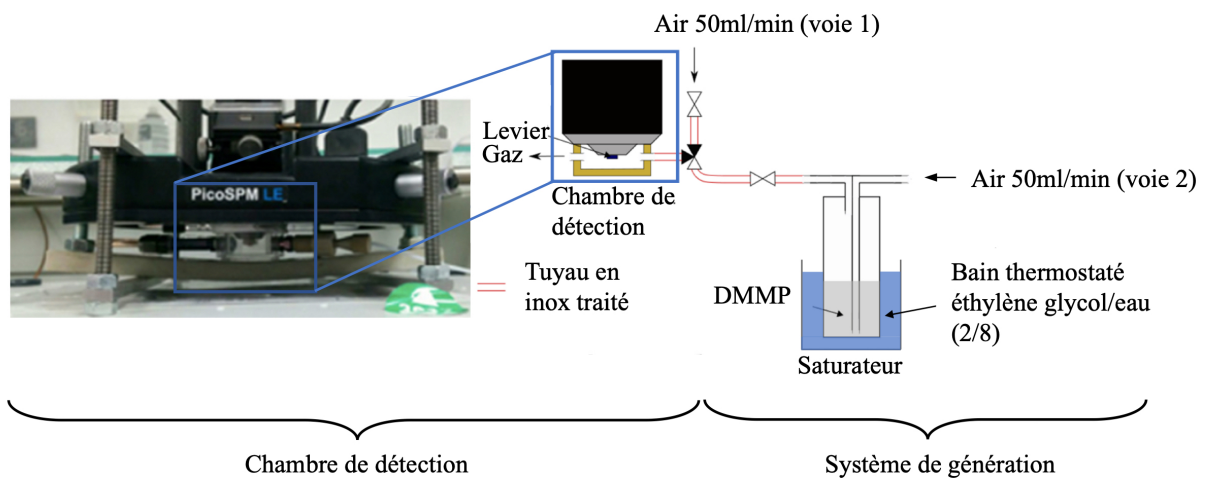 Air 50ml/min (voie 1)
Levier
Gaz
PicoSPM LE
Chambre de
détection
Air 50ml/min (voie 2)
Tuyau en
inox traité
DMMP
Bain thermostaté
éthylène glycol/eau
(2/8)
Saturateur
Chambre de détection
Système de génération